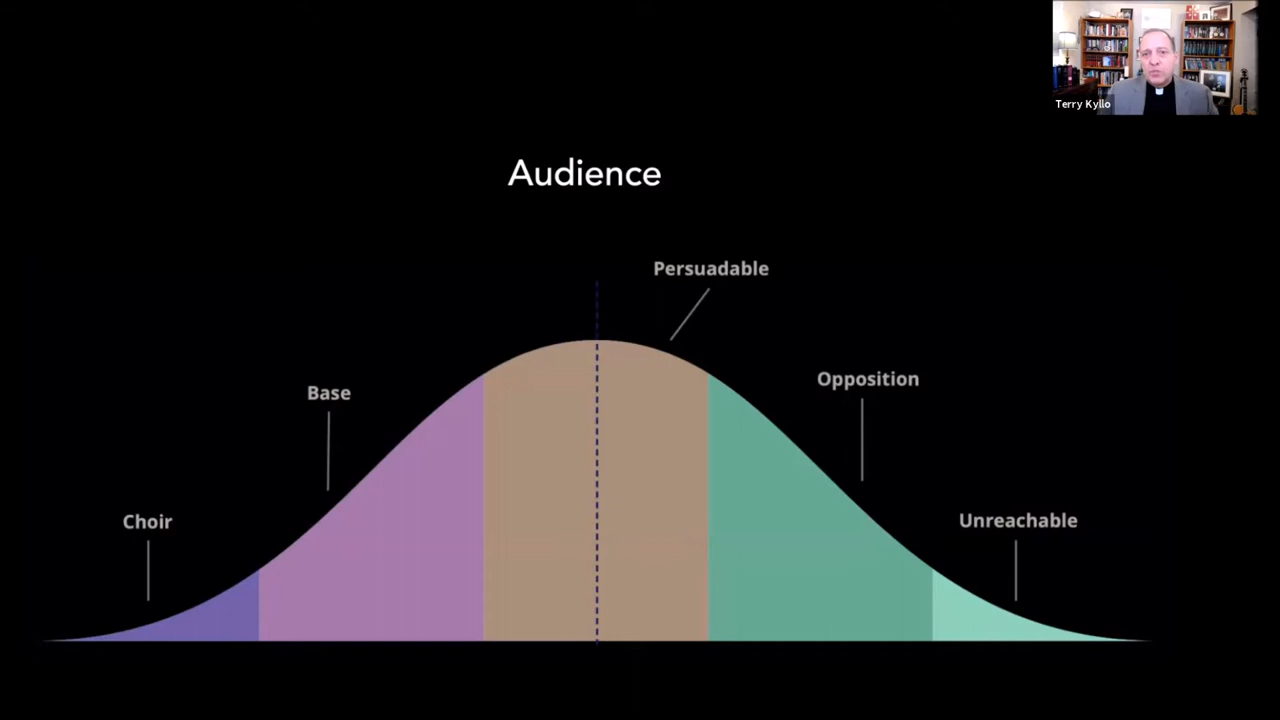 Terry Kyllo
Audience
Persuadable
Opposition
Base
Choir
Unreachable